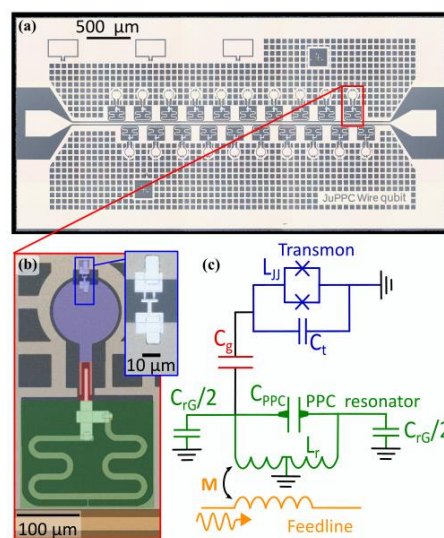 (a)
500 µm
JuPPC Wire qubit
(b)
10 µm
100 µm
(c)
Transmon
L_JJ
C_g
C_t
C_rG/2
C_PPC
PPC resonator
C_rG/2
L_r
M
Feedline